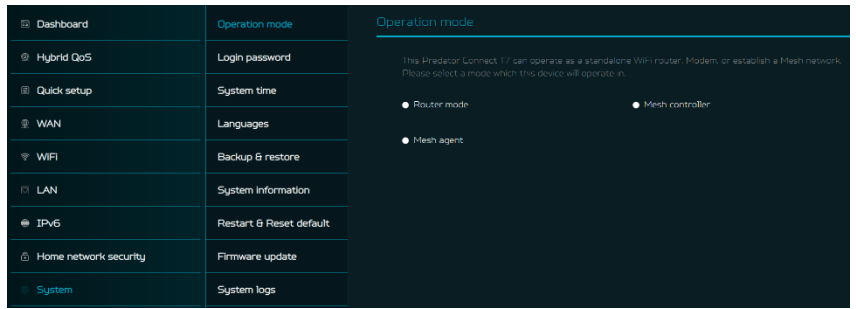 Dashboard
Hybrid QoS
Quick setup
WAN
WiFi
LAN
IPv6
Home network security
System
Operation mode
Login password
System time
Languages
Backup & restore
System information
Restart & Reset default
Firmware update
System logs
Operation mode
This Predator Connect T7 can operate as a standalone WiFi router, Modem, or establish a Mesh network.
Please select a mode which this device will operate in.
Router mode
Mesh controller
Mesh agent